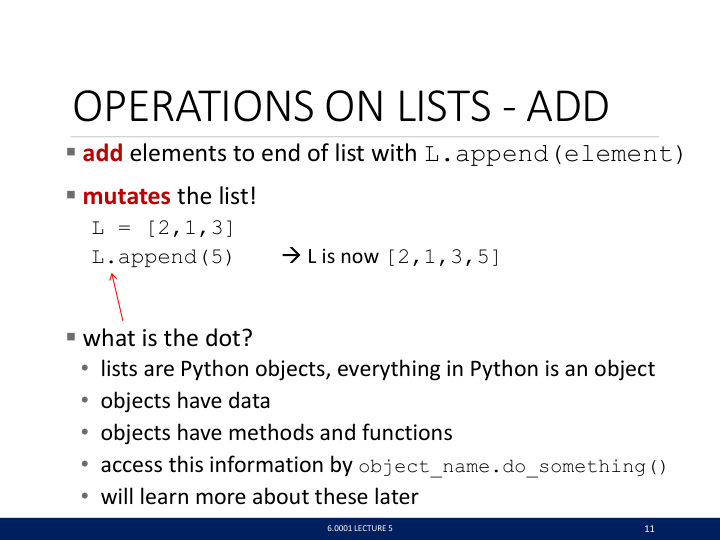 OPERATIONS ON LISTS - ADD
▪ add elements to end of list with L.append(element)
▪ mutates the list!
L = [2,1,3]
L.append(5) → L is now [2,1,3,5]
▪ what is the dot?
• lists are Python objects, everything in Python is an object
• objects have data
• objects have methods and functions
• access this information by object_name.do_something()
• will learn more about these later
6.0001 LECTURE 5
11